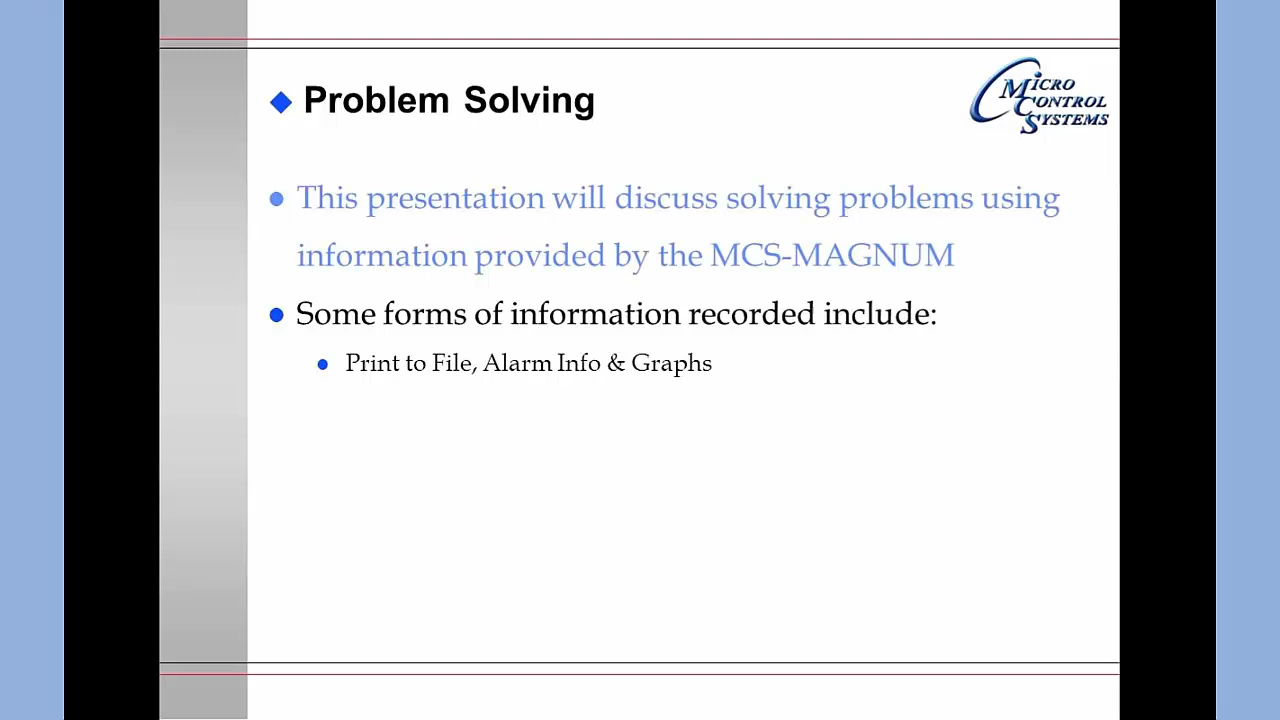 Problem Solving
MICRO
CONTROL
SYSTEMS
This presentation will discuss solving problems using
information provided by the MCS-MAGNUM
Some forms of information recorded include:
Print to File, Alarm Info & Graphs